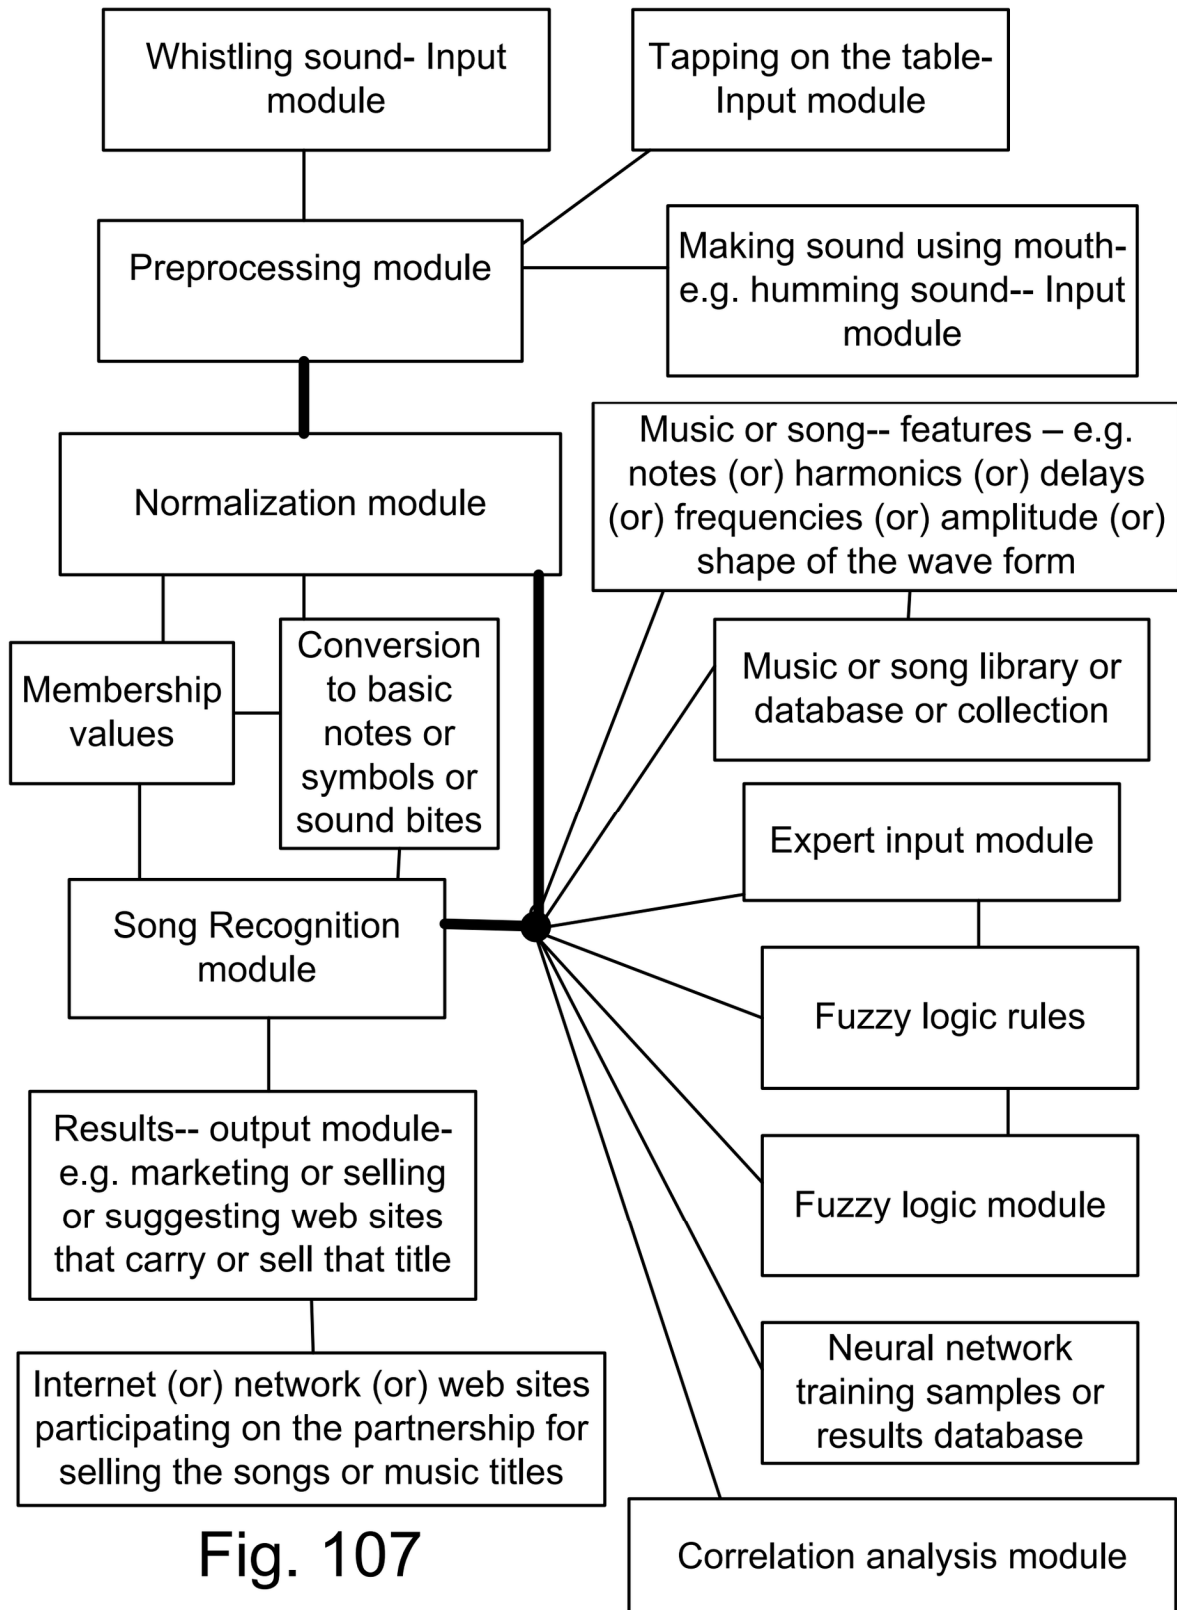 Whistling sound- Input
module
Tapping on the table-
Input module
Preprocessing module
Making sound using mouth-
e.g. humming sound-- Input
module
Normalization module
Music or song-- features – e.g.
notes (or) harmonics (or) delays
(or) frequencies (or) amplitude (or)
shape of the wave form
Membership
values
Conversion
to basic
notes or
symbols or
sound bites
Music or song library or
database or collection
Expert input module
Song Recognition
module
Fuzzy logic rules
Results-- output module-
e.g. marketing or selling
or suggesting web sites
that carry or sell that title
Fuzzy logic module
Neural network
training samples or
results database
Internet (or) network (or) web sites
participating on the partnership for
selling the songs or music titles
Correlation analysis module
Fig. 107